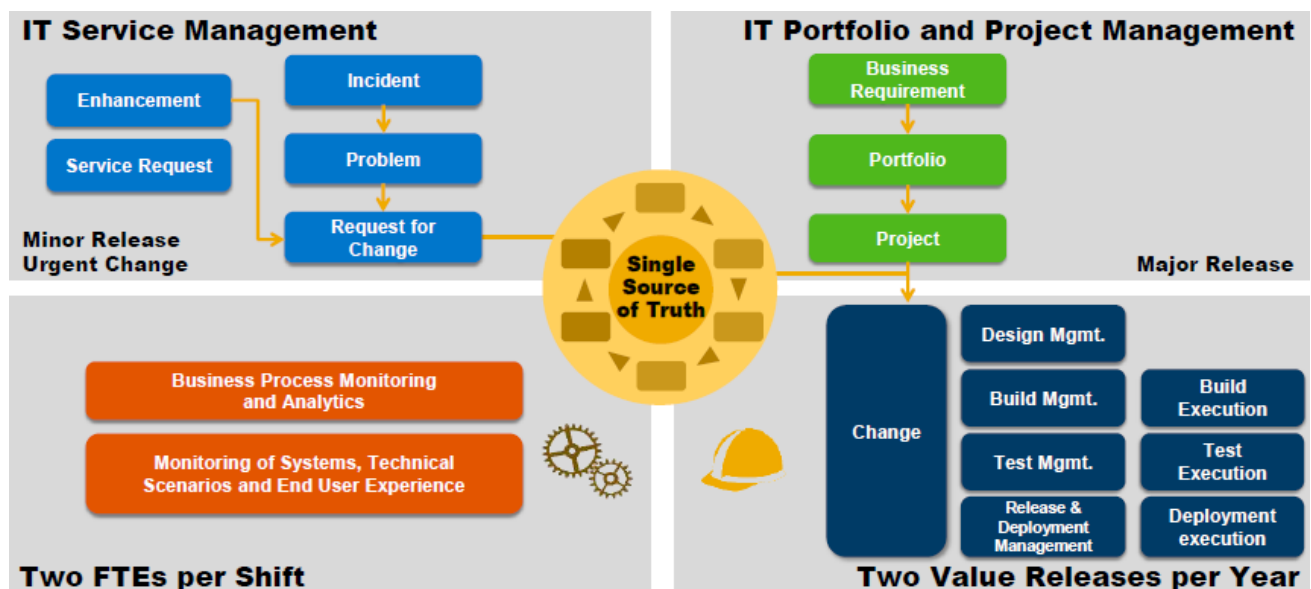 IT Service Management
Enhancement
Service Request
Incident
Problem
Request for
Change
Minor Release
Urgent Change
IT Portfolio and Project Management
Business
Requirement
Portfolio
Project
Major Release
Single
Source
of Truth
Business Process Monitoring
and Analytics
Monitoring of Systems, Technical
Scenarios and End User Experience
Two FTEs per Shift
Change
Design Mgmt.
Build Mgmt.
Test Mgmt.
Release &
Deployment
Management
Build
Execution
Test
Execution
Deployment
execution
Two Value Releases per Year